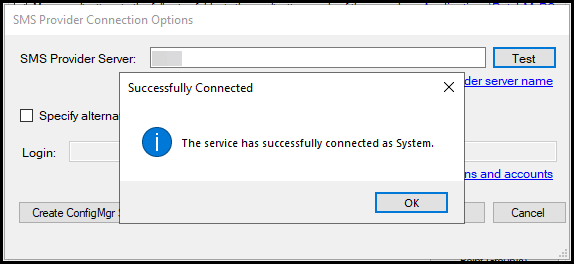 SMS Provider Connection Options
SMS Provider Server:
Test
Successfully Connected
der server name
Specify alterna
The service has successfully connected as System.
Login:
ns and accounts
OK
Create ConfigMgr
Cancel